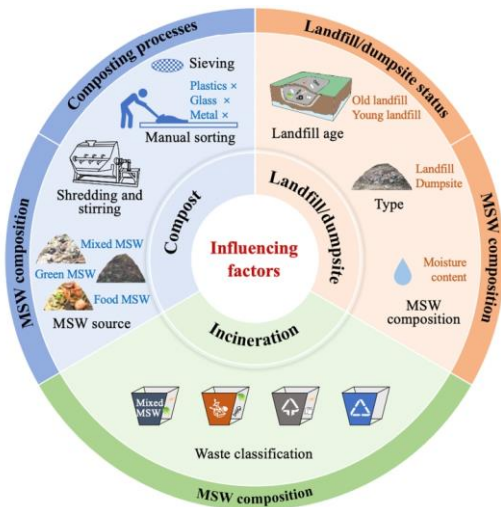 Composting processes
Sieving
Plastics ×
Glass ×
Metal ×
Manual sorting
Shredding and
stirring
MSW composition
Mixed MSW
Green MSW
Food MSW
MSW source
Compost
Landfill/dumpsite status
Landfill age
Old landfill
Young landfill
Landfill
Dumpsite
Type
MSW composition
Moisture
content
MSW
composition
Landfill/dumpsite
Influencing
factors
Incineration
Mixed
MSW
Waste classification
MSW composition